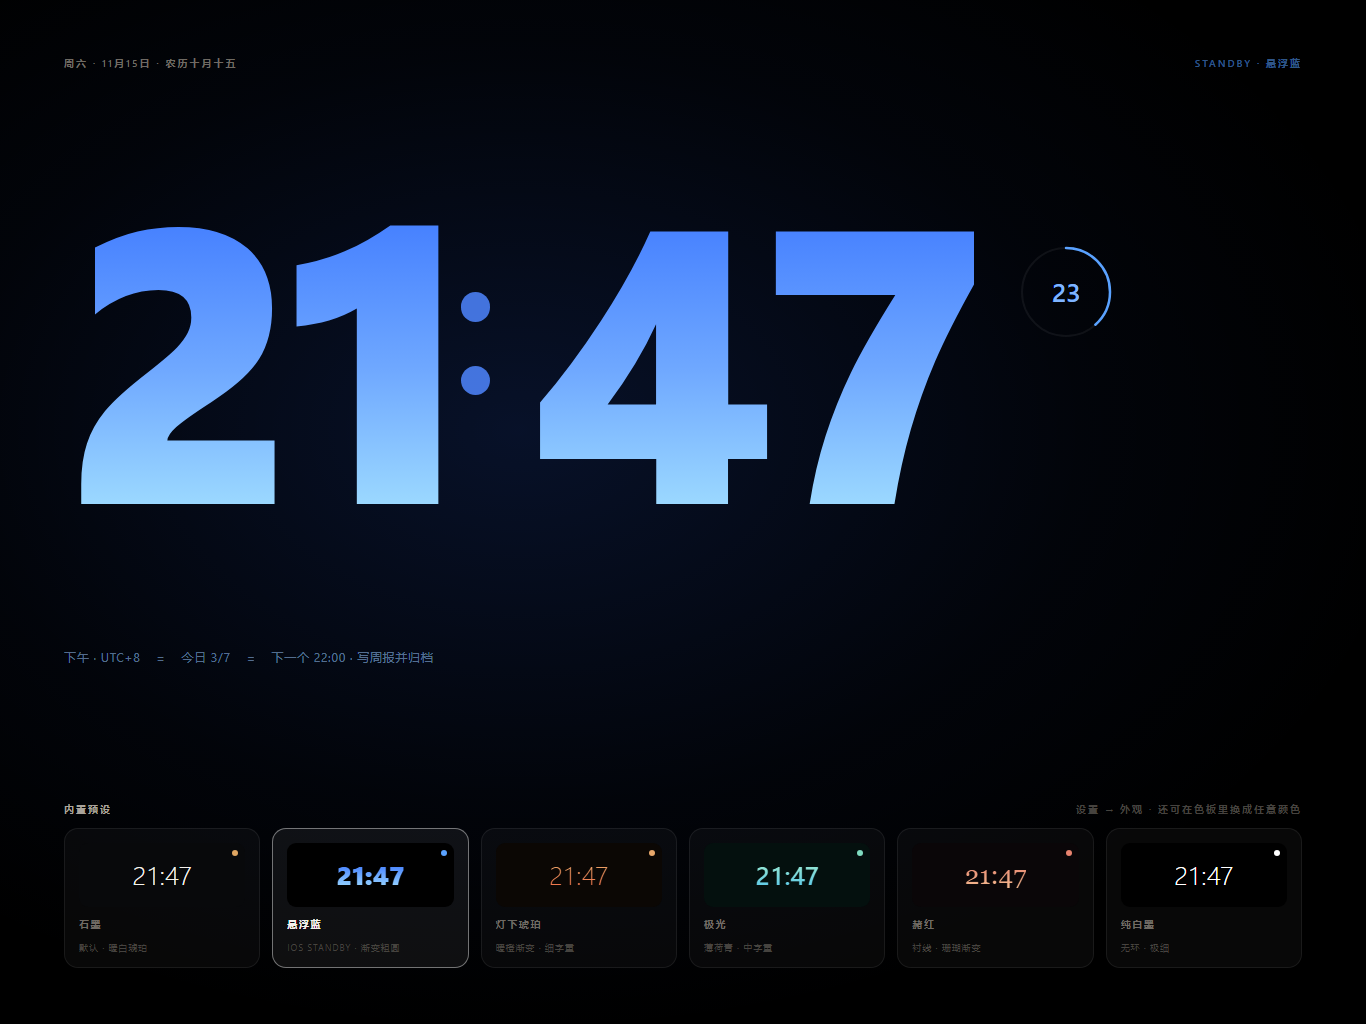 周六 · 11月15日 · 农历十月十五
STANDBY · 悬浮蓝
21:47
23
下午 · UTC+8 = 今日 3/7 = 下一个 22:00 · 写周报并归档
内置预设
设置 → 外观 · 还可在色板里换成任意颜色
21:47
石墨
默认 · 暖白琥珀
21:47
悬浮蓝
IOS STANDBY · 渐变粗圆
21:47
灯下琥珀
暖橙渐变 · 细字重
21:47
极光
薄荷青 · 中字重
21:47
赭红
衬线 · 珊瑚渐变
21:47
纯白墨
无环 · 极细